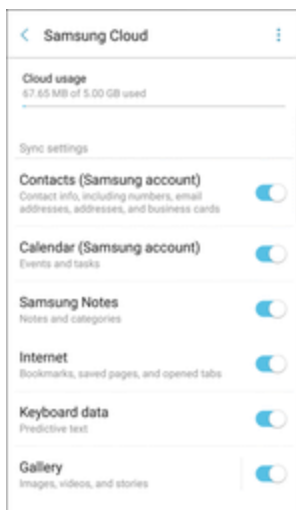 Samsung Cloud
Cloud usage
67.65 MB of 5.00 GB used
Sync settings
Contacts (Samsung account)
Contact info, including numbers, email
addresses, addresses, and business cards
Calendar (Samsung account)
Events and tasks
Samsung Notes
Notes and categories
Internet
Bookmarks, saved pages, and opened tabs
Keyboard data
Predictive text
Gallery
Images, videos, and stories